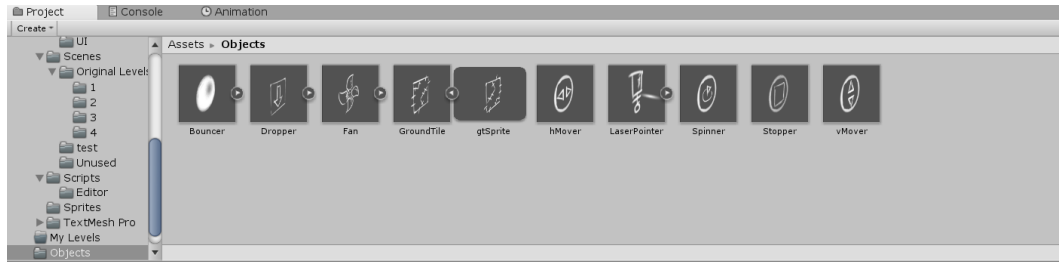 Project Console Animation
Create
UI
Scenes
Original Level
1
2
3
4
test
Unused
Scripts
Editor
Sprites
TextMesh Pro
My Levels
Objects
Assets Objects
Bouncer Dropper Fan GroundTile gtSprite hMover LaserPointer Spinner Stopper vMover